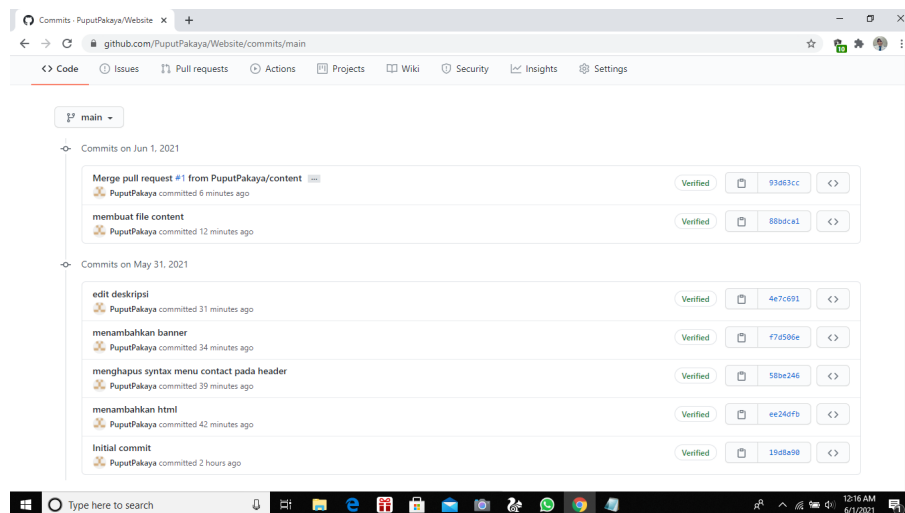 Commits · PuputPakaya/Website
github.com/PuputPakaya/Website/commits/main
10
Code Issues Pull requests Actions Projects Wiki Security Insights Settings
main
Commits on Jun 1, 2021
Merge pull request #1 from PuputPakaya/content ...
Verified 93d63cc
PuputPakaya committed 6 minutes ago
membuat file content
Verified 88bdca1
PuputPakaya committed 12 minutes ago
Commits on May 31, 2021
edit deskripsi
Verified 4e7c691
PuputPakaya committed 31 minutes ago
menambahkan banner
Verified f7d506e
PuputPakaya committed 34 minutes ago
menghapus syntax menu contact pada header
Verified 58be246
PuputPakaya committed 39 minutes ago
menambahkan html
Verified ee24dfb
PuputPakaya committed 42 minutes ago
Initial commit
Verified 19d8a90
PuputPakaya committed 2 hours ago
Type here to search
12:16 AM
6/1/2021